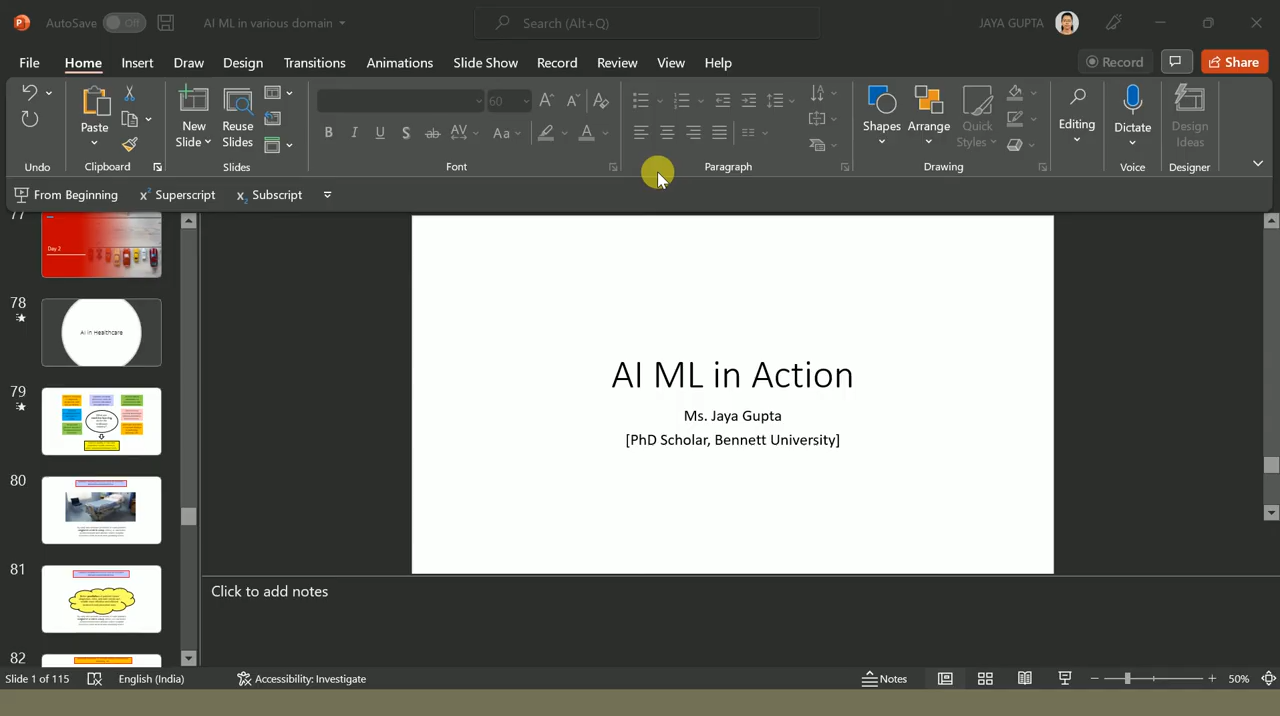 AutoSave Off AI ML in various domain Search (Alt+Q) JAYA GUPTA
File Home Insert Draw Design Transitions Animations Slide Show Record Review View Help Record Share
60
Paste New Slide Reuse Slides Aa Shapes Arrange Quick Styles Editing Dictate Design Ideas
Undo Clipboard Slides Font Paragraph Drawing Voice Designer
From Beginning Superscript Subscript
77
Day 2
78
AI in Healthcare
79
80
81
82
AI ML in Action
Ms. Jaya Gupta
[PhD Scholar, Bennett University]
Click to add notes
Slide 1 of 115 English (India) Accessibility: Investigate Notes 50%